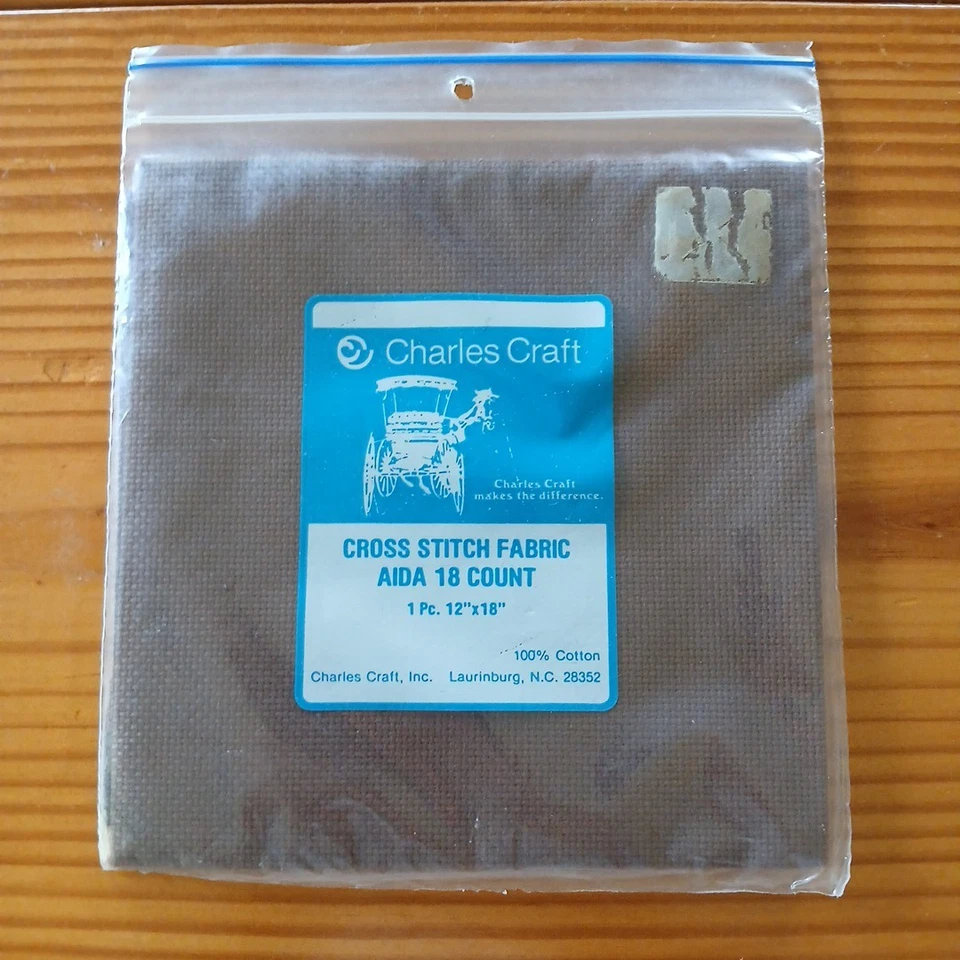 Charles Craft
Charles Craft
makes the difference.
CROSS STITCH FABRIC
AIDA 18 COUNT
1 Pc. 12"x18"
100% Cotton
Charles Craft, Inc. Laurinburg, N.C. 28352